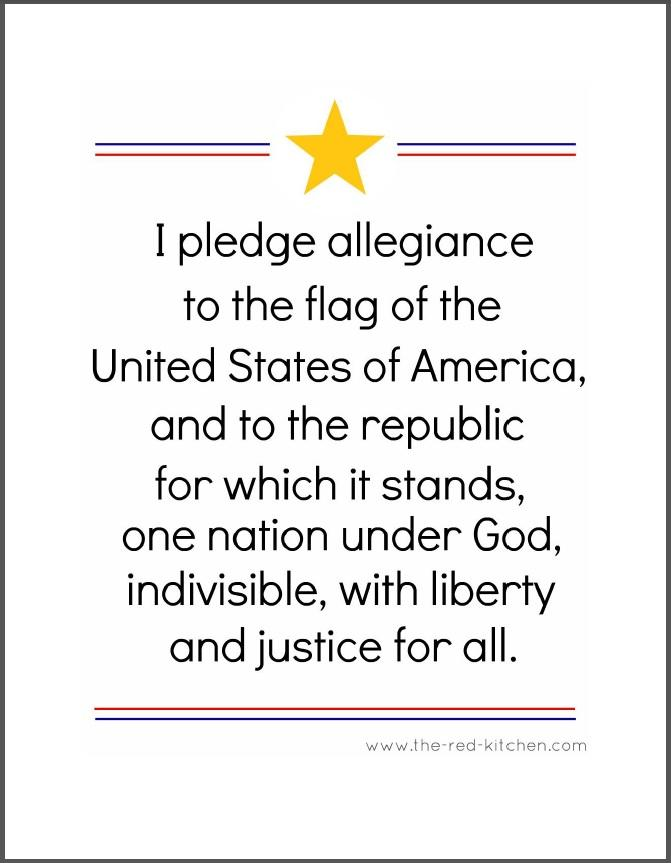 I pledge allegiance
to the flag of the
United States of America,
and to the republic
for which it stands,
one nation under God,
indivisible, with liberty
and justice for all.
www.the-red-kitchen.com